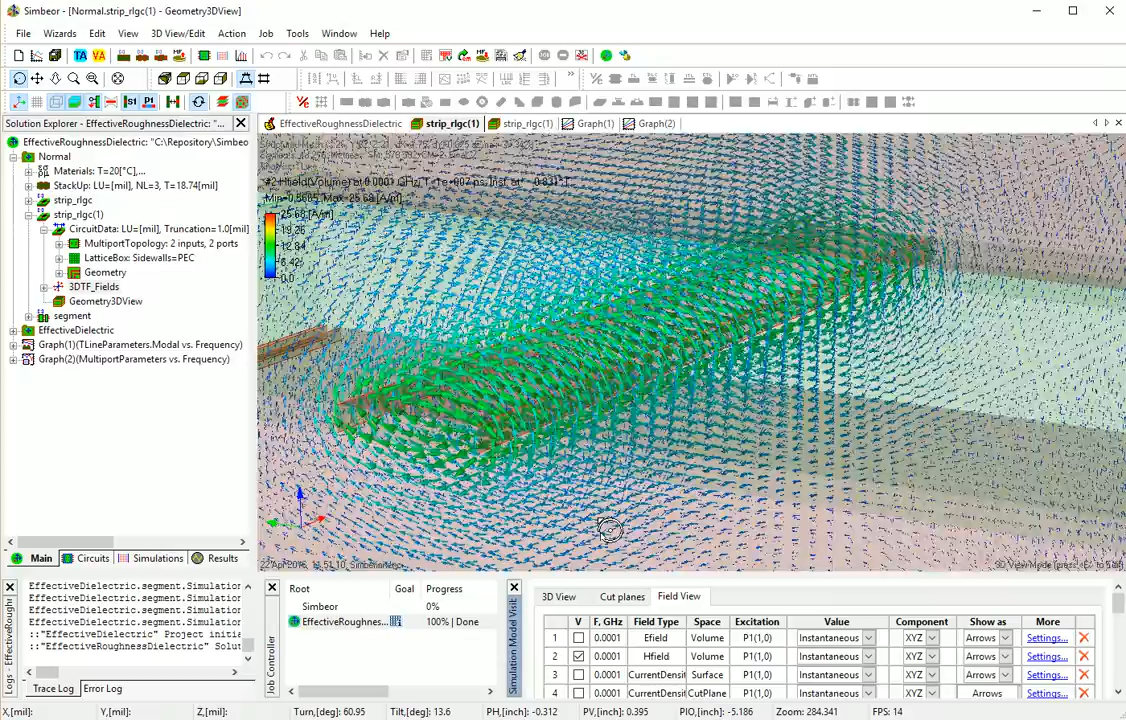 Simbeor - [Normal.strip_rlgc(1) - Geometry3DView]
File Wizards Edit View 3D View/Edit Action Job Tools Window Help
Solution Explorer - EffectiveRoughnessDielectric: "...
EffectiveRoughnessDielectric strip_rlgc(1) strip_rlgc(1) Graph(1) Graph(2)
EffectiveRoughnessDielectric: "C:\Repository\Simbeo
Normal
Materials: T=20[°C],...
StackUp: LU=[mil], NL=3, T=18.74[mil]
strip_rlgc
strip_rlgc(1)
CircuitData: LU=[mil], Truncation=1.0[mil]
MultiportTopology: 2 inputs, 2 ports
LatticeBox: Sidewalls=PEC
Geometry
3DTF_Fields
Geometry3DView
segment
EffectiveDielectric
Graph(1)(TLineParameters.Modal vs. Frequency)
Graph(2)(MultiportParameters vs. Frequency)
Main Circuits Simulations Results
25.68 [A/m]
19.26
12.84
6.42
0.0
EffectiveDielectric.segment.Simulation
EffectiveDielectric.segment.Simulation
EffectiveDielectric.segment.Simulation
EffectiveDielectric.segment.Simulation
::"EffectiveDielectric" Project initia
::"EffectiveRoughnessDielectric" Solut
Trace Log Error Log
Logs - EffectiveRoughn
Job Controller
Root Goal Progress
Simbeor 0%
EffectiveRoughnes... 100% | Done
Simulation Model Visit
3D View Cut planes Field View
V F, GHz Field Type Space Excitation Value Component Show as More
1 0.0001 Efield Volume P1(1,0) Instantaneous XYZ Arrows Settings...
2 0.0001 Hfield Volume P1(1,0) Instantaneous XYZ Arrows Settings...
3 0.0001 CurrentDensit Surface P1(1,0) Instantaneous XYZ Arrows Settings...
4 0.0001 CurrentDensit CutPlane P1(1,0) Instantaneous XYZ Arrows Settings...
X,[mil]: Y,[mil]: Z,[mil]: Turn,[deg]: 60.95 Tilt,[deg]: 13.6 PH,[inch]: -0.312 PV,[inch]: 0.395 PIO,[inch]: -5.186 Zoom: 284.341 FPS: 14